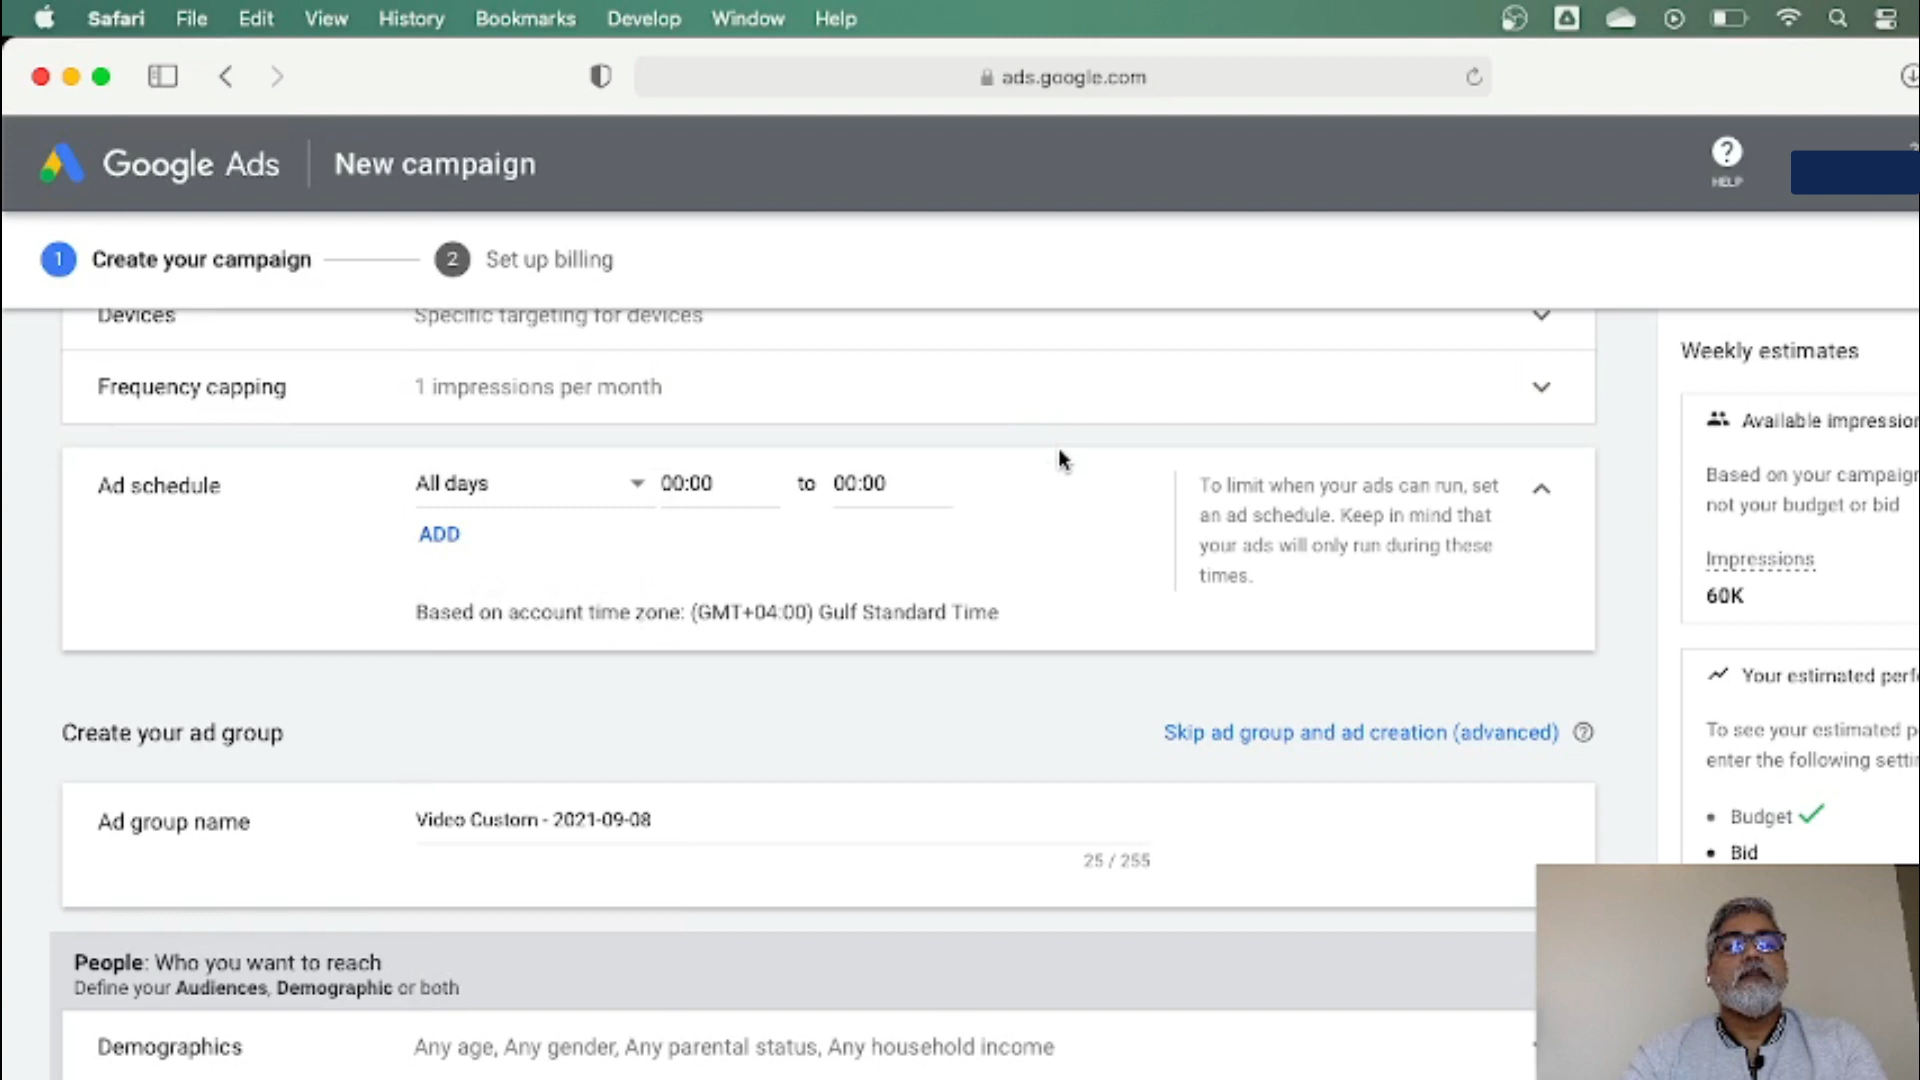 Safari File Edit View History Bookmarks Develop Window Help
ads.google.com
Google Ads New campaign
HELP
1 Create your campaign 2 Set up billing
Devices Specific targeting for devices
Frequency capping 1 impressions per month
Ad schedule All days 00:00 to 00:00
ADD
To limit when your ads can run, set
an ad schedule. Keep in mind that
your ads will only run during these
times.
Based on account time zone: (GMT+04:00) Gulf Standard Time
Create your ad group Skip ad group and ad creation (advanced)
Ad group name Video Custom - 2021-09-08
25 / 255
People: Who you want to reach
Define your Audiences, Demographic or both
Demographics Any age, Any gender, Any parental status, Any household income
Weekly estimates
Available impression
Based on your campaign
not your budget or bid
Impressions
60K
Your estimated perf
To see your estimated p
enter the following setti
• Budget
• Bid